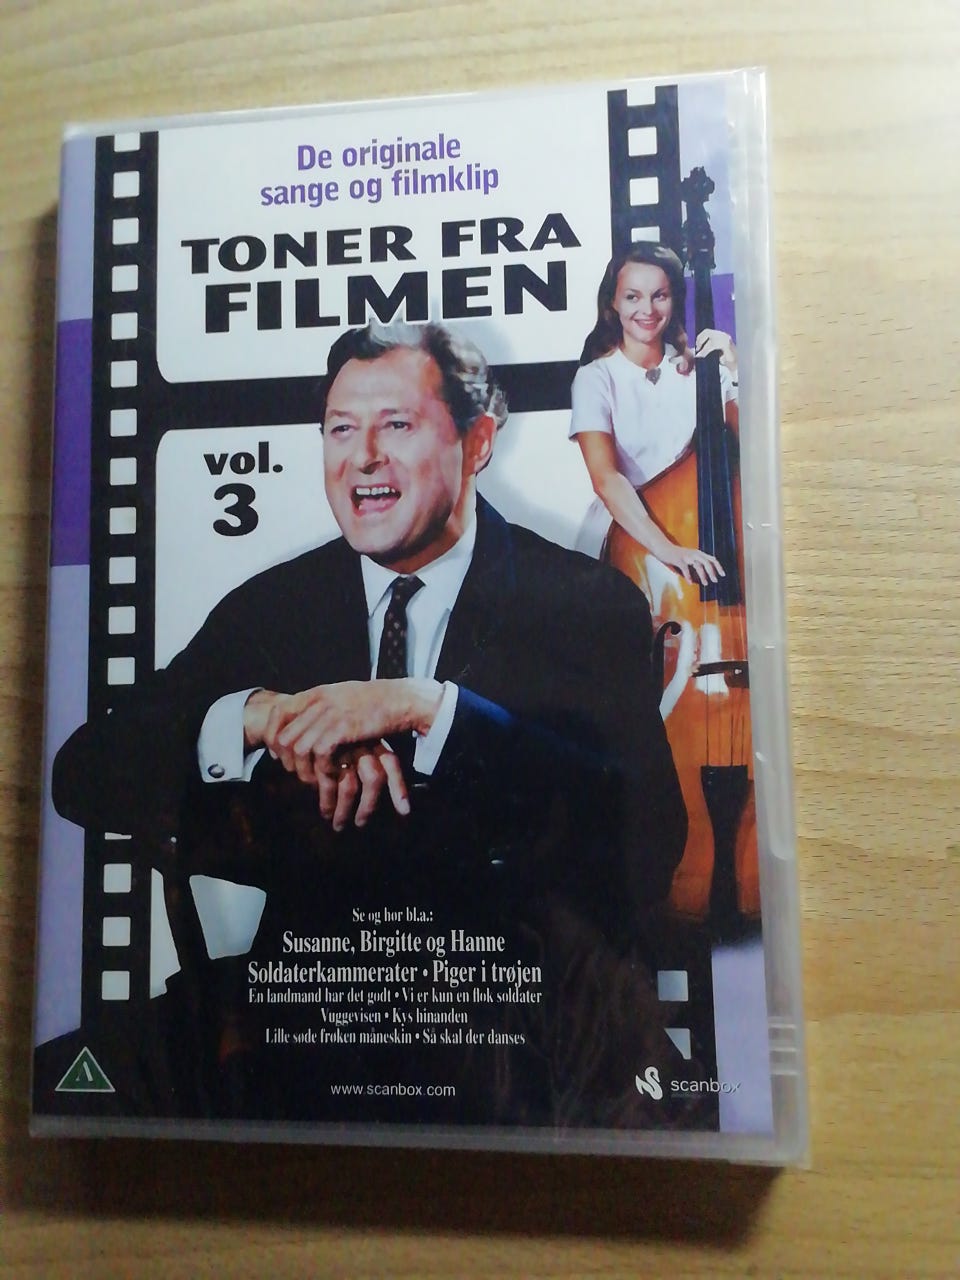 De originale
sange og filmklip
TONER FRA
FILMEN
vol.
3
Se og hør bl.a.:
Susanne, Birgitte og Hanne
Soldaterkammerater • Piger i trøjen
En landmand har det godt • Vi er kun en flok soldater
Vuggevisen • Kys hinanden
Lille søde frøken måneskin • Så skal der danses
A
www.scanbox.com
scanbox